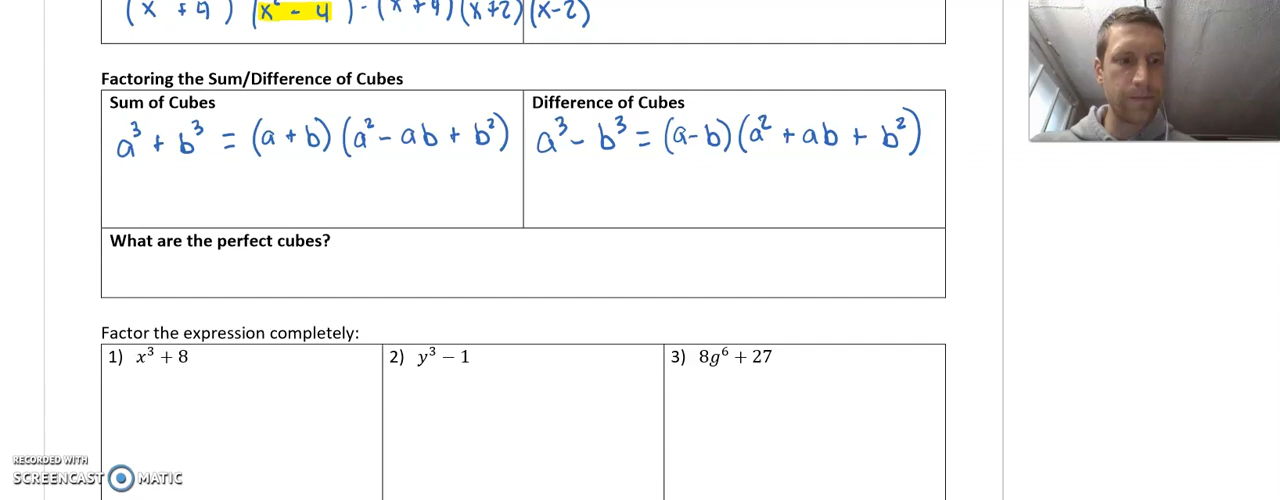 (x² + 4) (x² - 4) = (x² + 4)(x+2)(x-2)
Factoring the Sum/Difference of Cubes
Sum of Cubes
a³ + b³ = (a + b) (a² - ab + b²)
Difference of Cubes
a³ - b³ = (a-b)(a² + ab + b²)
What are the perfect cubes?
Factor the expression completely:
1) x³ + 8
2) y³ − 1
3) 8g⁶ + 27
RECORDED WITH
SCREENCAST MATIC